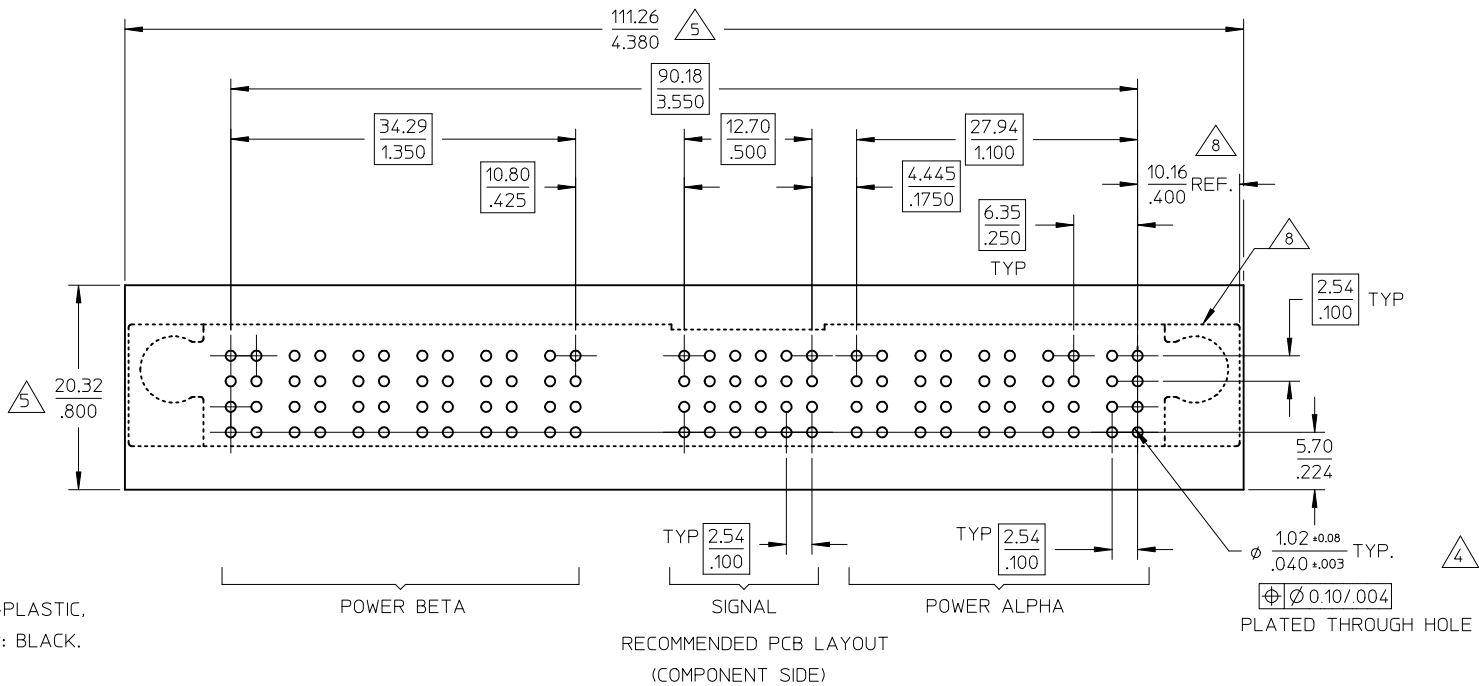 111.26
4.380
5
90.18
3.550
34.29
1.350
12.70
.500
27.94
1.100
8
10.80
.425
4.445
.1750
10.16
.400
REF.
6.35
.250
TYP
8
2.54
.100
TYP
5
20.32
.800
5.70
.224
TYP
2.54
.100
TYP
2.54
.100
⌀ 1.02 ±0.08
.040 ±.003
TYP.
4
⌖ ⌀ 0.10/.004
PLATED THROUGH HOLE
POWER BETA
SIGNAL
POWER ALPHA
PLASTIC,
: BLACK.
RECOMMENDED PCB LAYOUT
(COMPONENT SIDE)